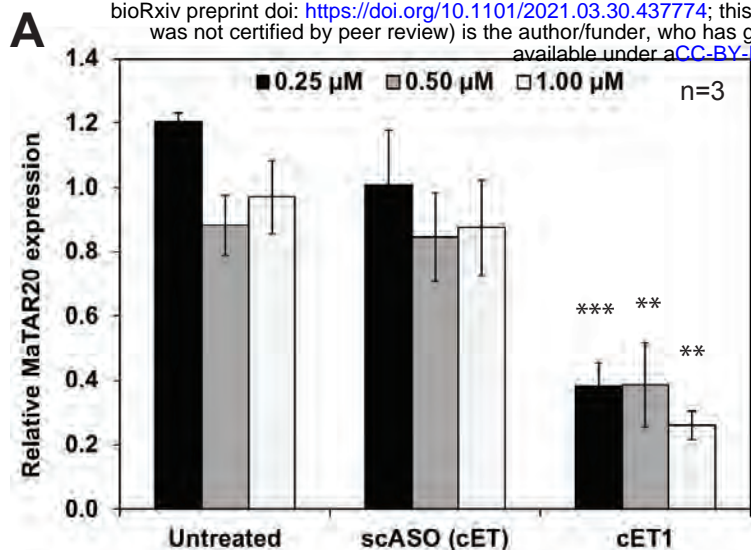 bioRxiv preprint doi: https://doi.org/10.1101/2021.03.30.437774; this
was not certified by peer review) is the author/funder, who has g
available under aCC-BY-
A
1.4
1.2
1.0
0.8
0.6
0.4
0.2
0.0
Relative MaTAR20 expression
0.25 µM 0.50 µM 1.00 µM
n=3
*** ** **
Untreated scASO (cET) cET1